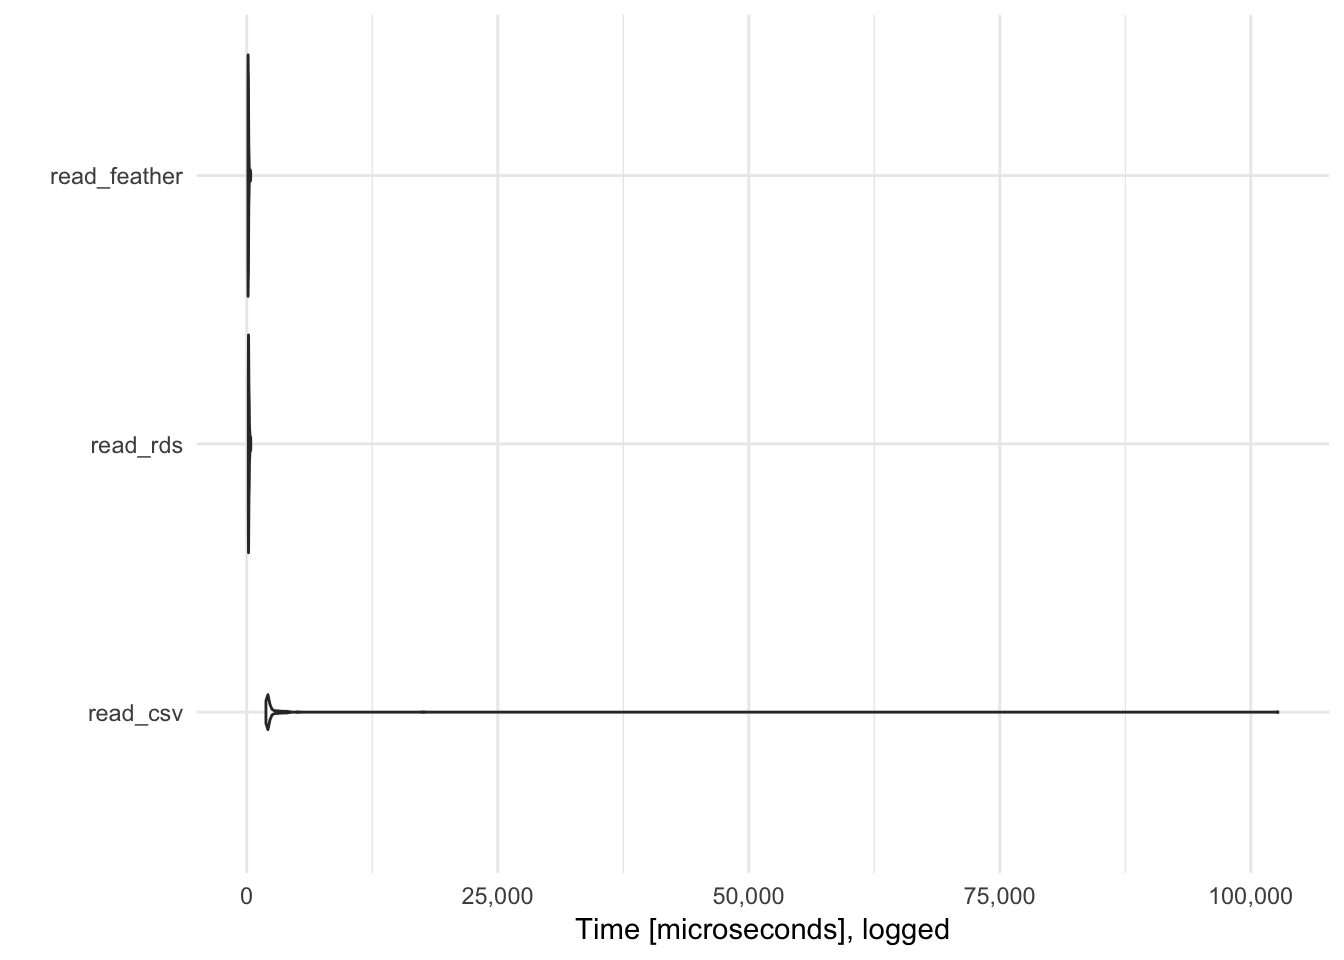 read_feather
read_rds
read_csv
0 25,000 50,000 75,000 100,000
Time [microseconds], logged